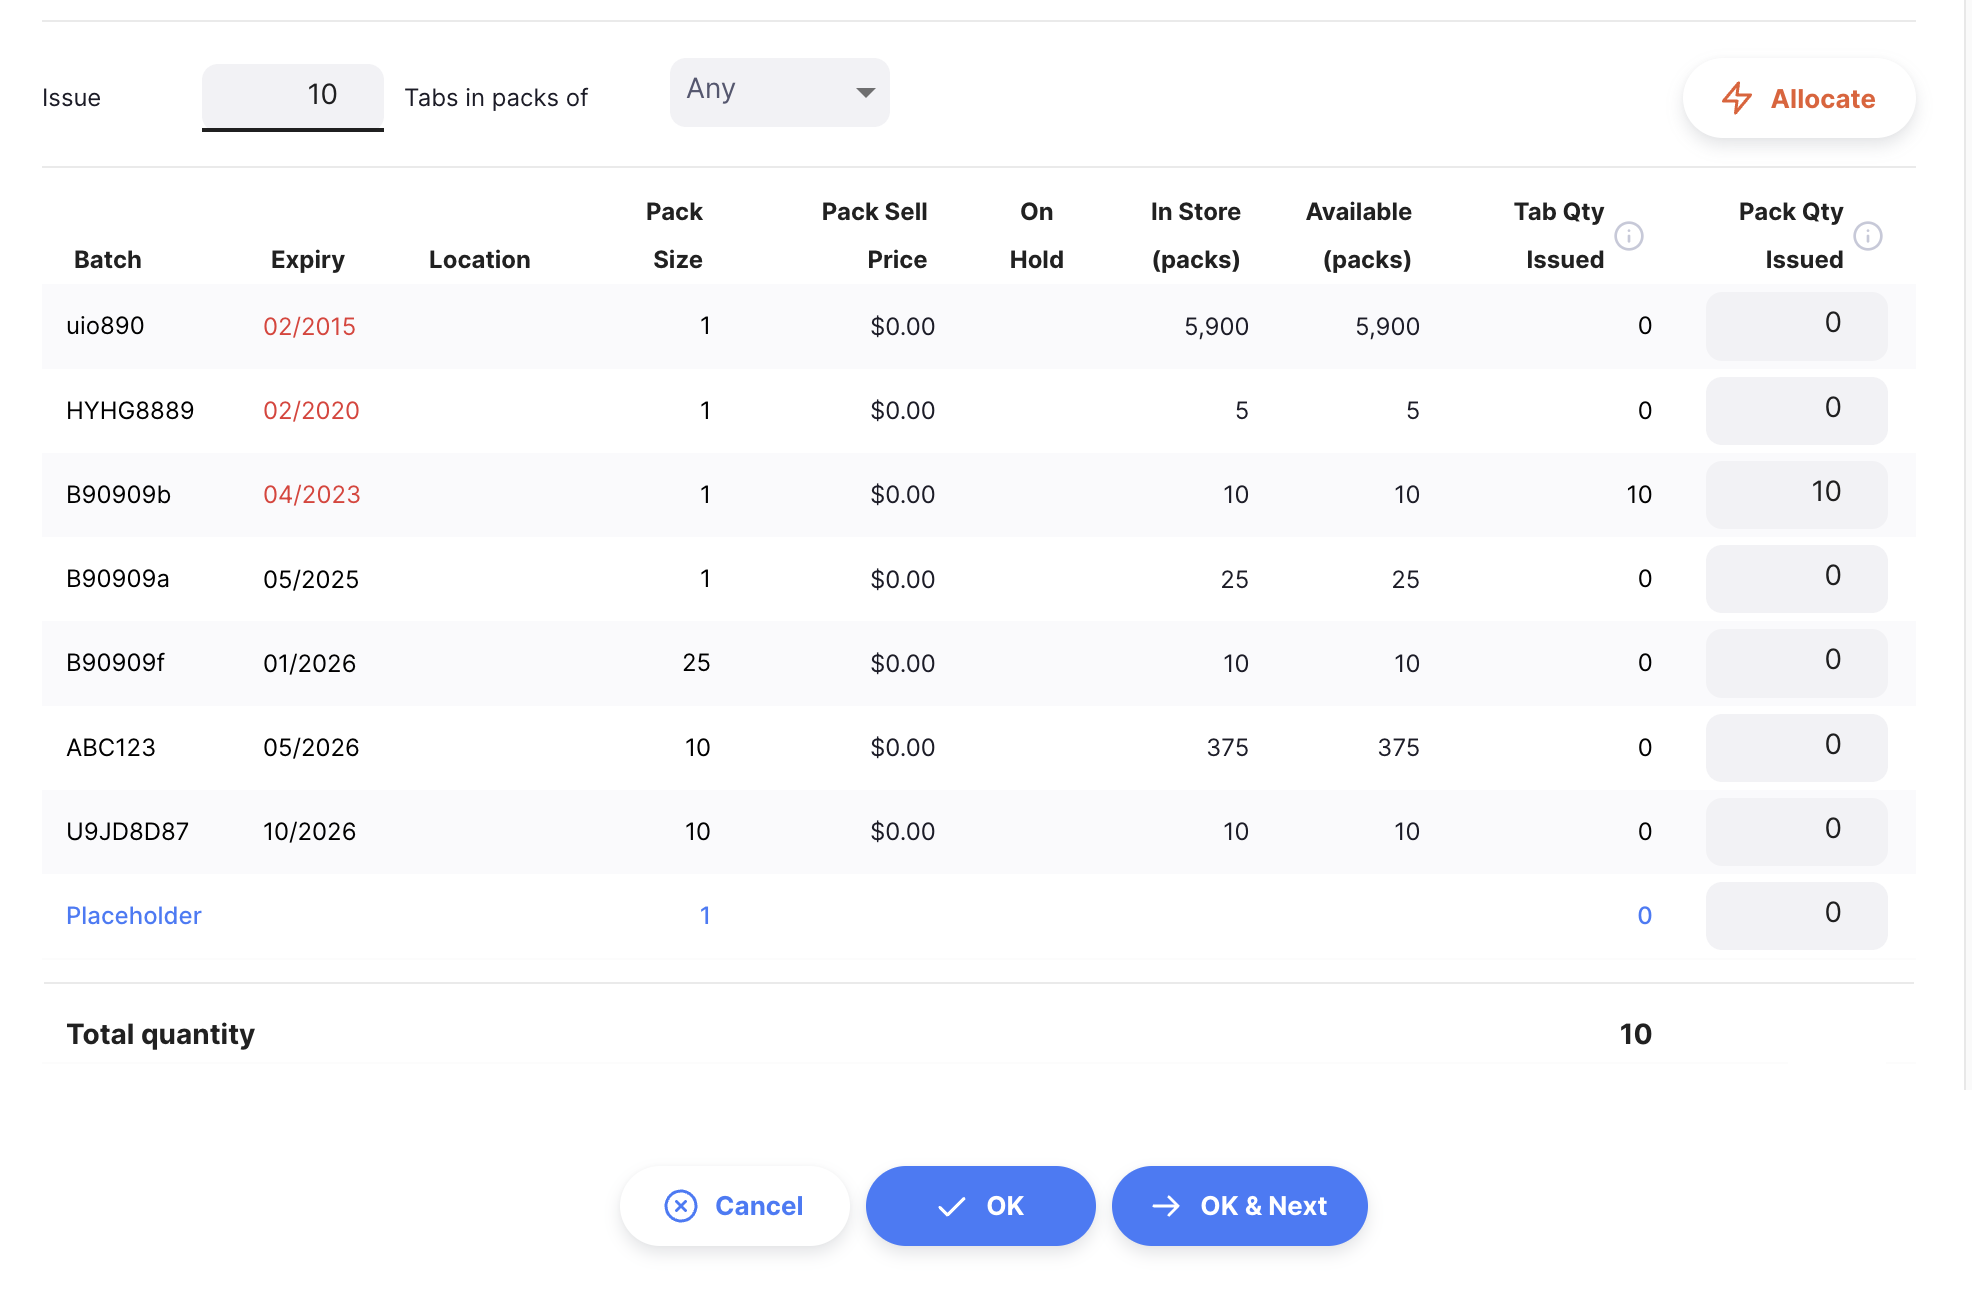 Issue 10 Tabs in packs of Any Allocate
Pack Pack Sell On In Store Available Tab Qty Pack Qty
Batch Expiry Location Size Price Hold (packs) (packs) Issued Issued
uio890 02/2015 1 $0.00 5,900 5,900 0 0
HYHG8889 02/2020 1 $0.00 5 5 0 0
B90909b 04/2023 1 $0.00 10 10 10 10
B90909a 05/2025 1 $0.00 25 25 0 0
B90909f 01/2026 25 $0.00 10 10 0 0
ABC123 05/2026 10 $0.00 375 375 0 0
U9JD8D87 10/2026 10 $0.00 10 10 0 0
Placeholder 1 0 0
Total quantity 10
Cancel OK OK & Next